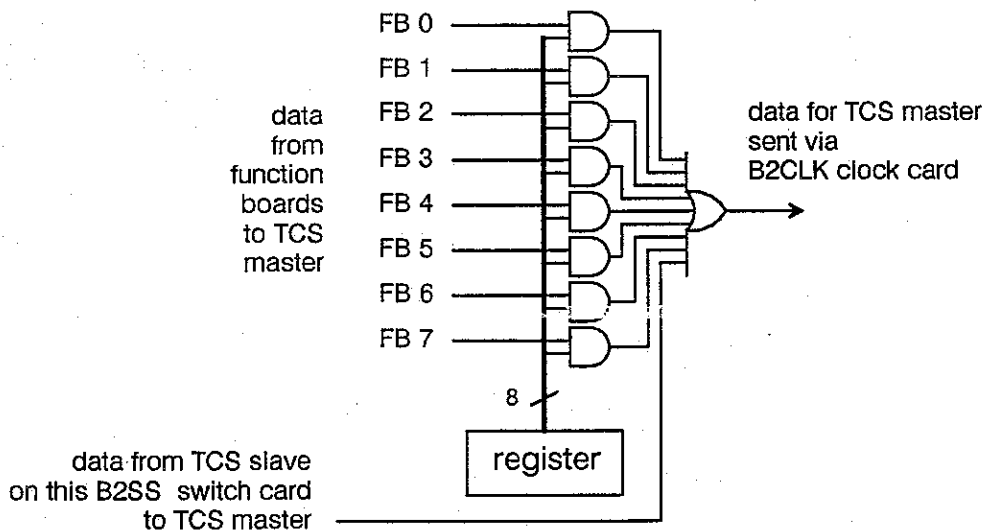 FB 0
FB 1
FB 2
FB 3
FB 4
FB 5
FB 6
FB 7
data
from
function
boards
to TCS
master
data for TCS master
sent via
B2CLK clock card
8
register
data from TCS slave
on this B2SS switch card
to TCS master